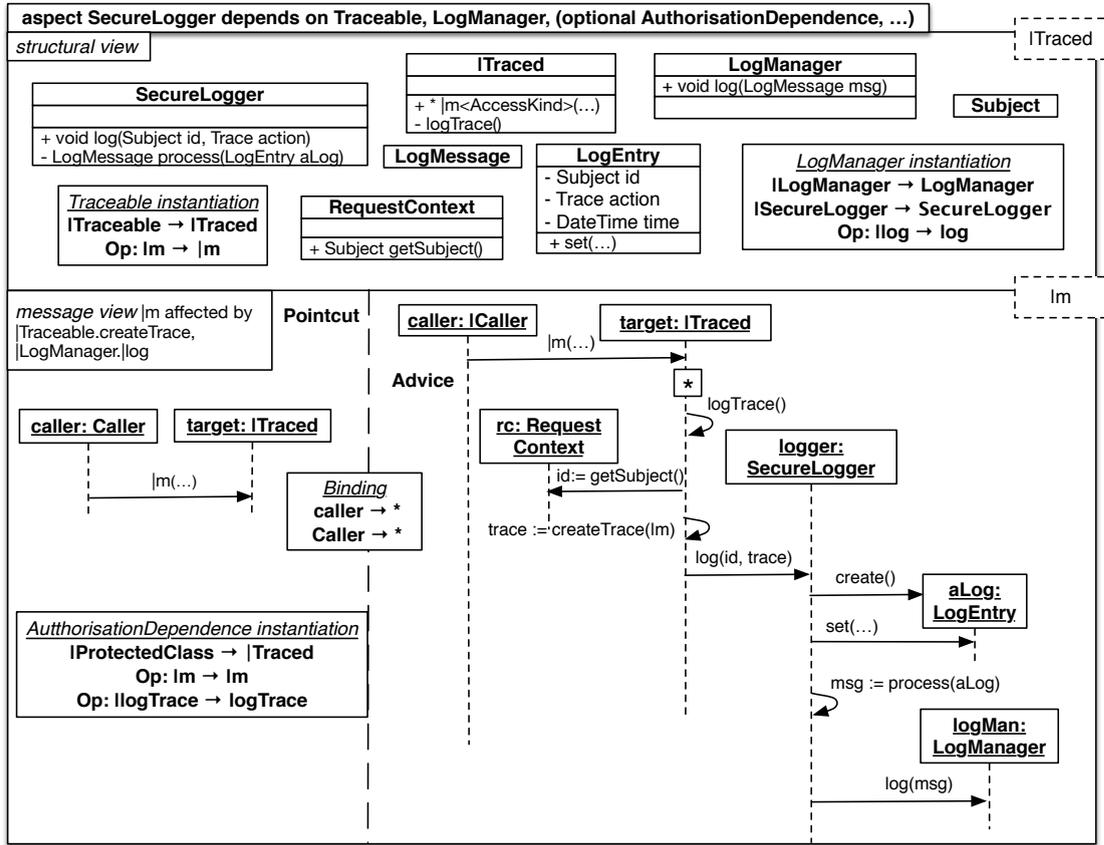 aspect SecureLogger depends on Traceable, LogManager, (optional AuthorisationDependence, …)
structural view
|Traced
SecureLogger
+ void log(Subject id, Trace action)
- LogMessage process(LogEntry aLog)
|Traced
+ * |m<AccessKind>(…)
- logTrace()
LogManager
+ void log(LogMessage msg)
Subject
LogMessage
LogEntry
- Subject id
- Trace action
- DateTime time
+ set(…)
LogManager instantiation
|LogManager → LogManager
|SecureLogger → SecureLogger
Op: |log → log
Traceable instantiation
|Traceable → |Traced
Op: |m → |m
RequestContext
+ Subject getSubject()
message view |m affected by
|Traceable.createTrace,
|LogManager.|log
Pointcut
|m
caller: Caller
target: |Traced
|m(…)
Binding
caller → *
Caller → *
AutthorisationDependence instantiation
|ProtectedClass → |Traced
Op: |m → |m
Op: |logTrace → logTrace
Advice
caller: |Caller
target: |Traced
|m(…)
*
logTrace()
rc: Request
Context
logger:
SecureLogger
id:= getSubject()
trace := createTrace(|m)
log(id, trace)
create()
aLog:
LogEntry
set(…)
msg := process(aLog)
logMan:
LogManager
log(msg)